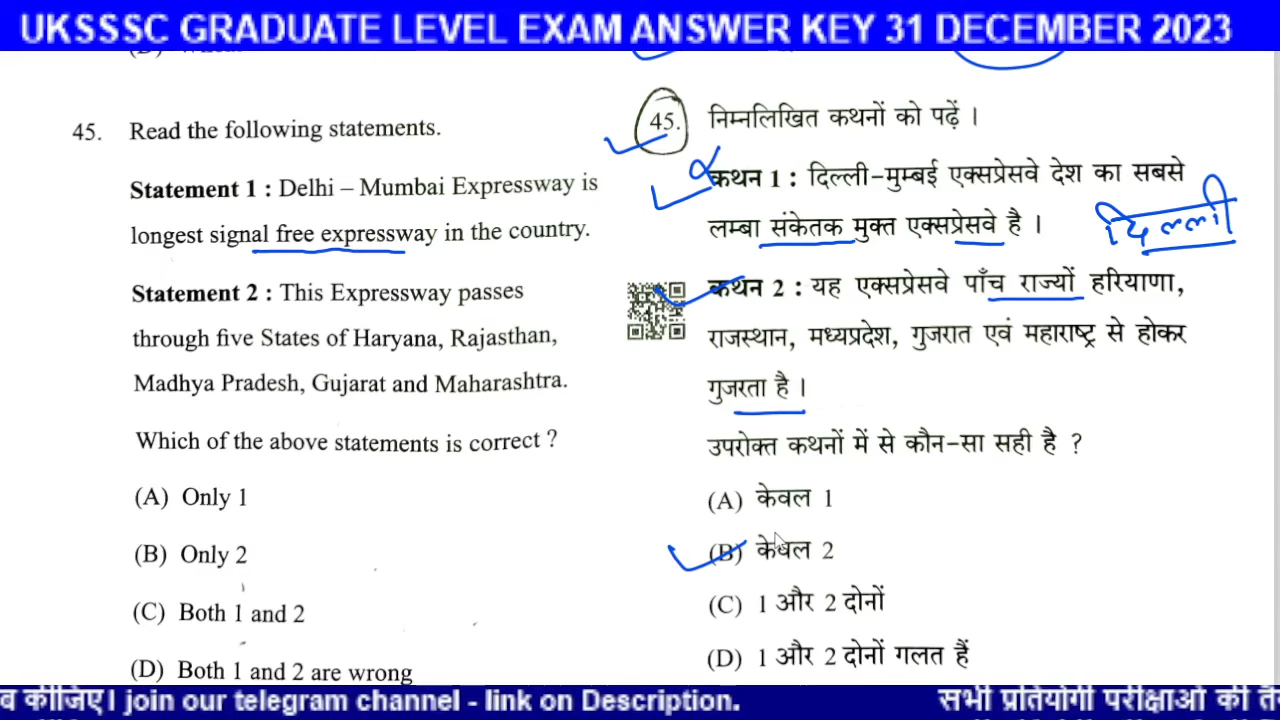 UKSSSC GRADUATE LEVEL EXAM ANSWER KEY 31 DECEMBER 2023
45. Read the following statements.
Statement 1 : Delhi – Mumbai Expressway is
longest signal free expressway in the country.
Statement 2 : This Expressway passes
through five States of Haryana, Rajasthan,
Madhya Pradesh, Gujarat and Maharashtra.
Which of the above statements is correct ?
(A) Only 1
(B) Only 2
(C) Both 1 and 2
(D) Both 1 and 2 are wrong
45. निम्नलिखित कथनों को पढ़ें ।
कथन 1 : दिल्ली-मुम्बई एक्सप्रेसवे देश का सबसे
लम्बा संकेतक मुक्त एक्सप्रेसवे है ।
दिल्ली
कथन 2 : यह एक्सप्रेसवे पाँच राज्यों हरियाणा,
राजस्थान, मध्यप्रदेश, गुजरात एवं महाराष्ट्र से होकर
गुजरता है ।
उपरोक्त कथनों में से कौन-सा सही है ?
(A) केवल 1
(B) केवल 2
(C) 1 और 2 दोनों
(D) 1 और 2 दोनों गलत हैं
कीजिए। join our telegram channel - link on Description.
सभी प्रतियोगी परीक्षाओ की